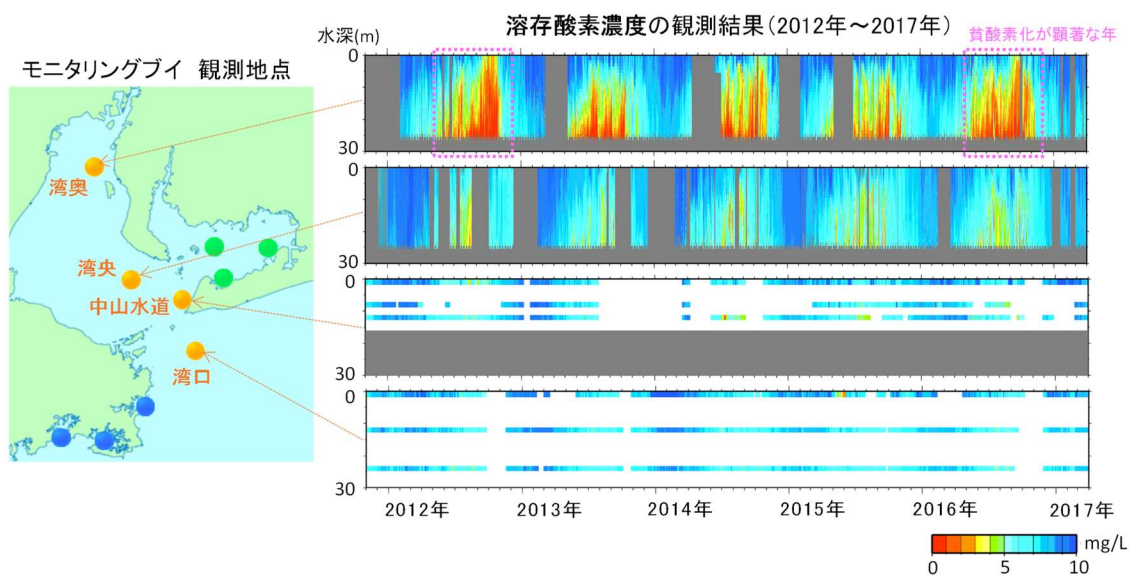 溶存酸素濃度の観測結果(2012年～2017年)
貧酸素化が顕著な年
モニタリングブイ 観測地点
水深(m)
0
30
0
30
0
30
0
30
湾奥
湾央
中山水道
湾口
2012年 2013年 2014年 2015年 2016年 2017年
0 5 10 mg/L